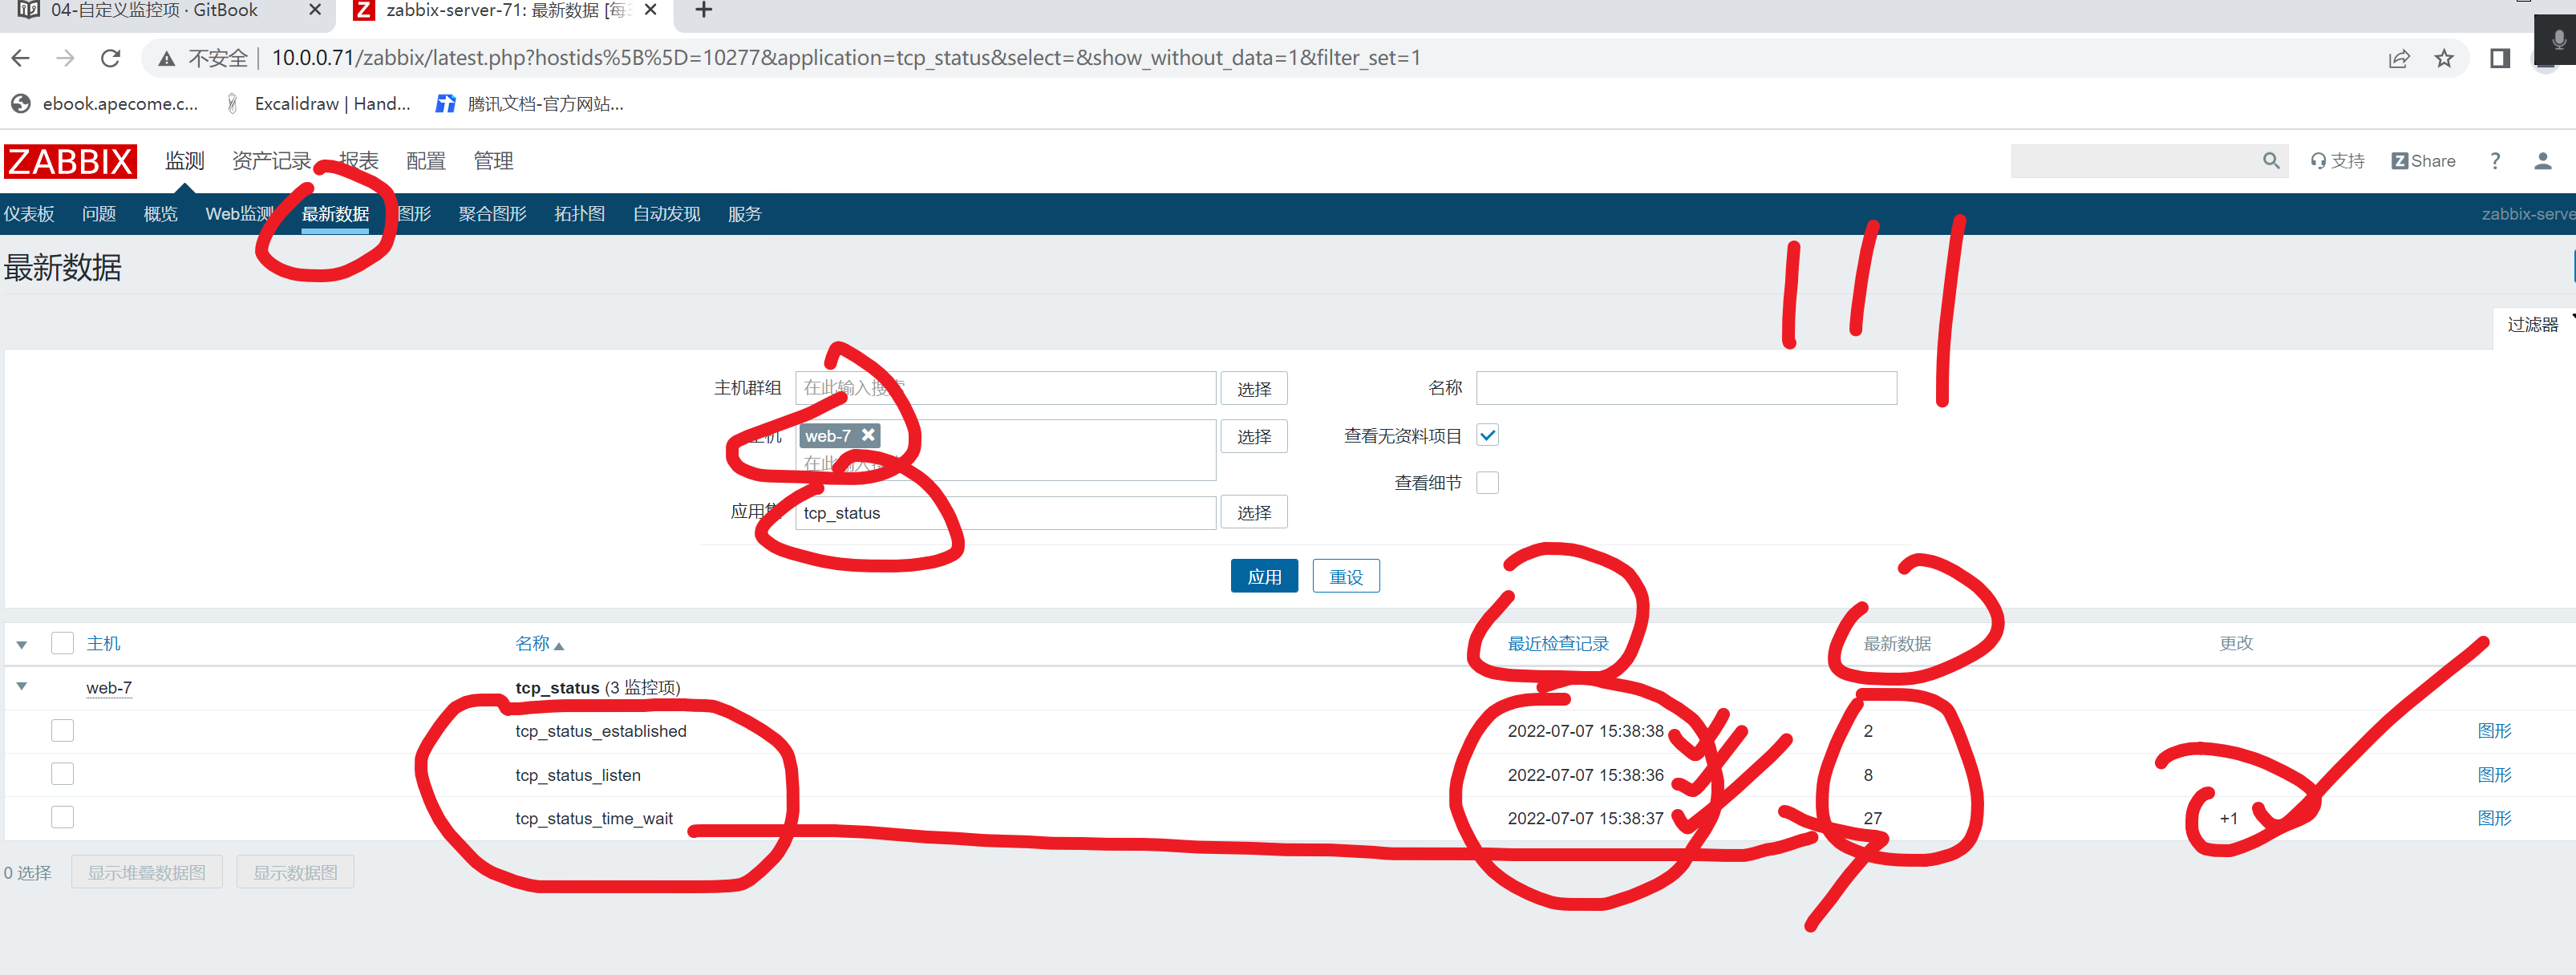 04-自定义监控项 · GitBook
zabbix-server-71: 最新数据 [每
不安全 10.0.0.71/zabbix/latest.php?hostids%5B%5D=10277&application=tcp_status&select=&show_without_data=1&filter_set=1
ebook.apecome.c... Excalidraw | Hand... 腾讯文档-官方网站...
ZABBIX 监测 资产记录 报表 配置 管理 支持 Z Share ?
仪表板 问题 概览 Web监测 最新数据 图形 聚合图形 拓扑图 自动发现 服务 zabbix-serve
最新数据
过滤器
主机群组 在此输入搜索 选择 名称
主机 web-7 选择 查看无资料项目
在此输入搜索 查看细节
应用集 tcp_status 选择
应用 重设
主机 名称 最近检查记录 最新数据 更改
web-7 tcp_status (3 监控项)
tcp_status_established 2022-07-07 15:38:38 2 图形
tcp_status_listen 2022-07-07 15:38:36 8 图形
tcp_status_time_wait 2022-07-07 15:38:37 27 +1 图形
0 选择 显示堆叠数据图 显示数据图